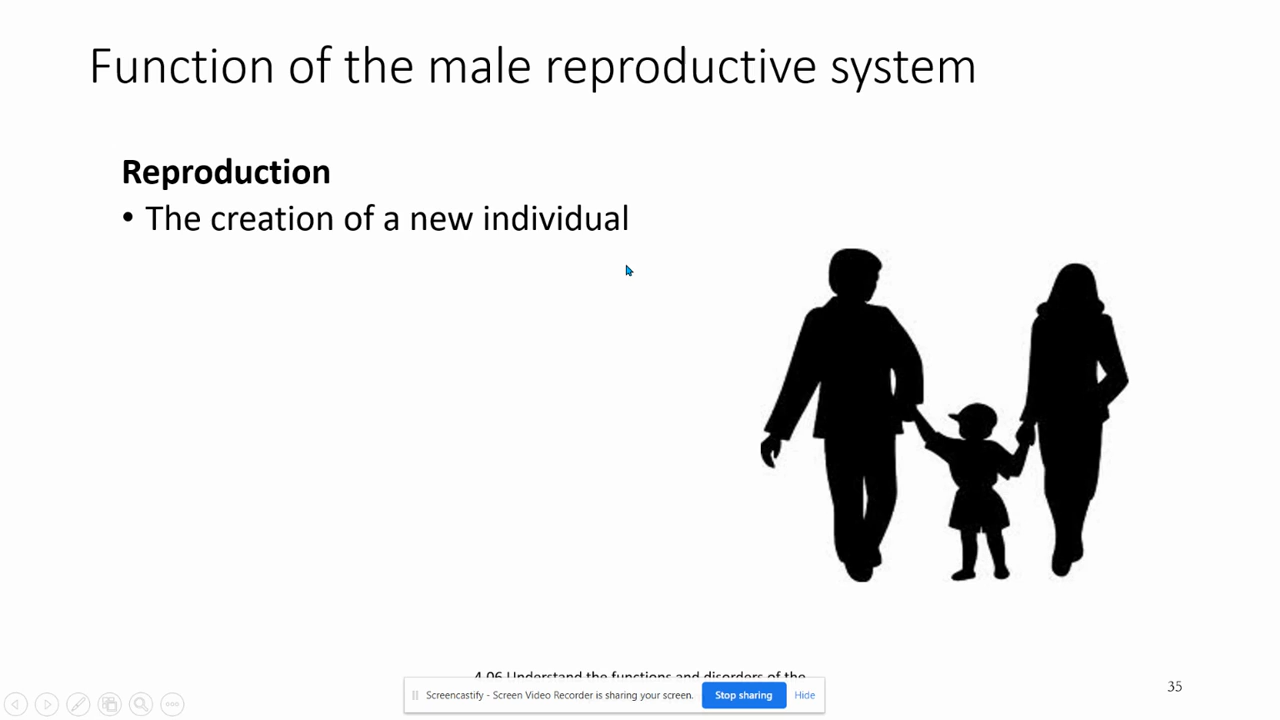 Function of the male reproductive system
Reproduction
• The creation of a new individual
4.06 Understand the functions and disorders of the
Screencastify - Screen Video Recorder is sharing your screen.
Stop sharing
Hide
35